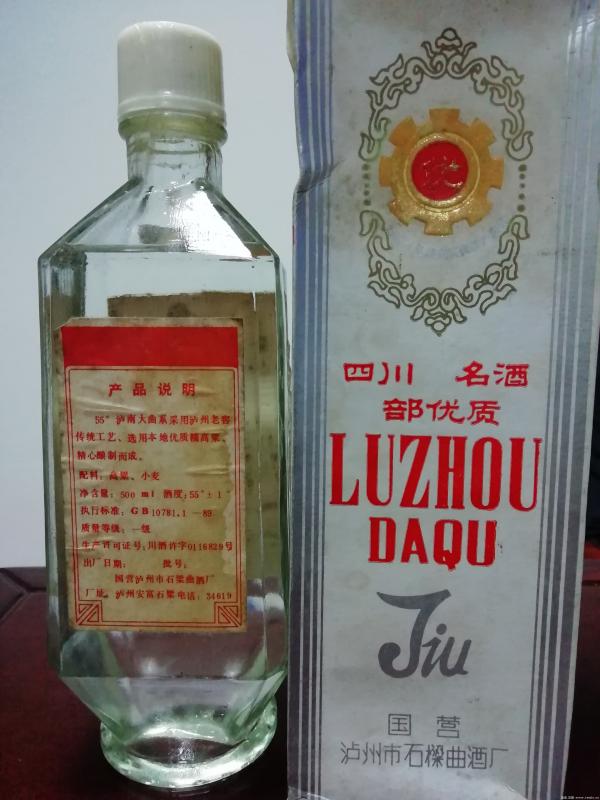 产品说明
55°泸南大曲系采用泸州老窖
传统工艺、选用本地优质糯高粱,
精心酿制而成。
配料:高粱、小麦
净含量:500 ml 酒度:55°±1°
执行标准:GB10781.1—89
质量等级:一级
生产许可证号:川酒许字0116829号
出厂日期: 批号:
国营泸州市石梁曲酒厂
厂址:泸州安富石梁电话:34619
优
四川 名酒
部优质
LUZHOU
DAQU
Jiu
国营
泸州市石樑曲酒厂